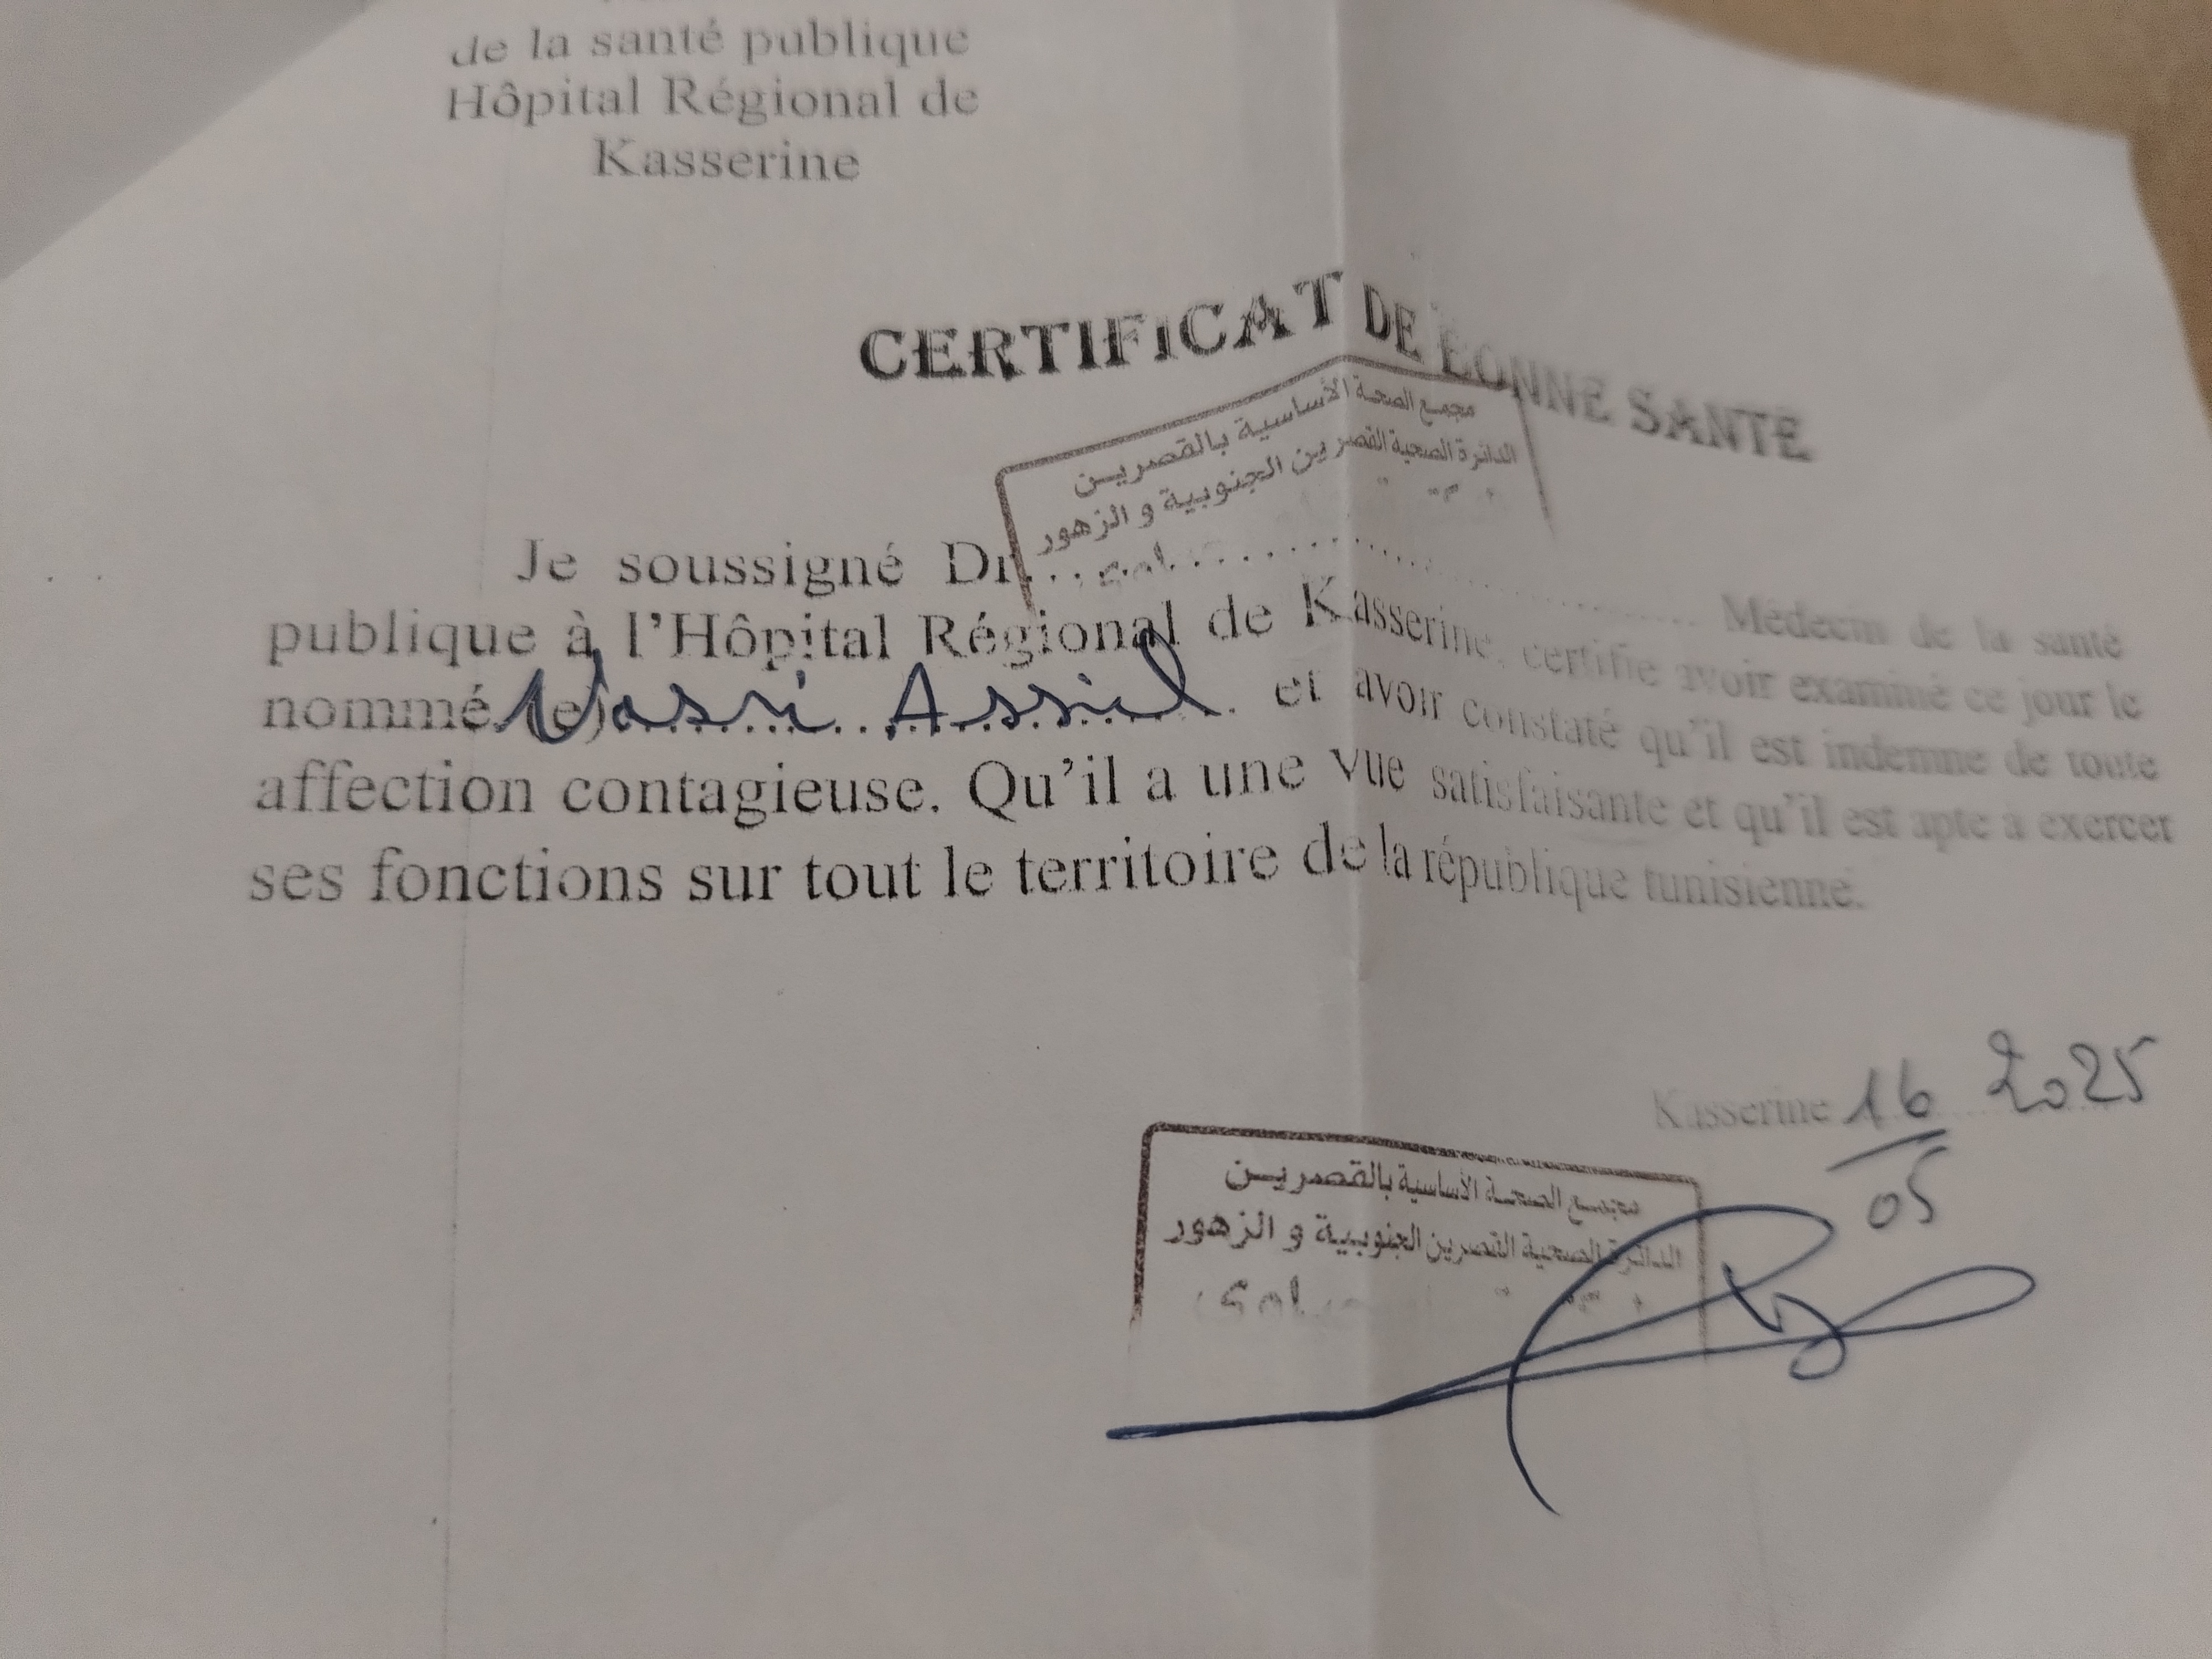 de la santé publique
Hôpital Régional de
Kasserine
CERTIFICAT DE BONNE SANTE
مجمع الصحة الأساسية بالقصرين
الدائرة الصحية القصرين الجنوبية و الزهور
Je soussigné Dr. Médecin de la santé
publique à l'Hôpital Régional de Kasserine, certifie avoir examiné ce jour le
nommé (e) Nasri Assil et avoir constaté qu'il est indemne de toute
affection contagieuse. Qu'il a une vue satisfaisante et qu'il est apte à exercer
ses fonctions sur tout le territoire de la république tunisienne.
Kasserine 16 2025
05
مجمع الصحة الأساسية بالقصرين
الدائرة الصحية القصرين الجنوبية و الزهور